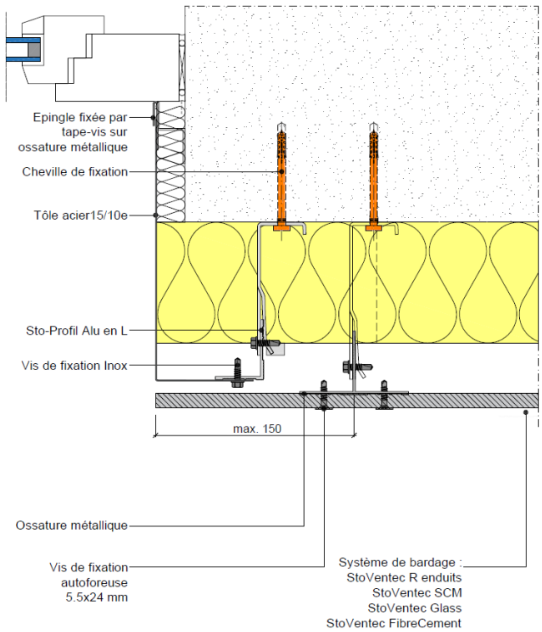 Epingle fixée par
tape-vis sur
ossature métallique
Cheville de fixation
Tôle acier15/10e
Sto-Profil Alu en L
Vis de fixation Inox
max. 150
Ossature métallique
Vis de fixation
autoforeuse
5.5x24 mm
Système de bardage :
StoVentec R enduits
StoVentec SCM
StoVentec Glass
StoVentec FibreCement